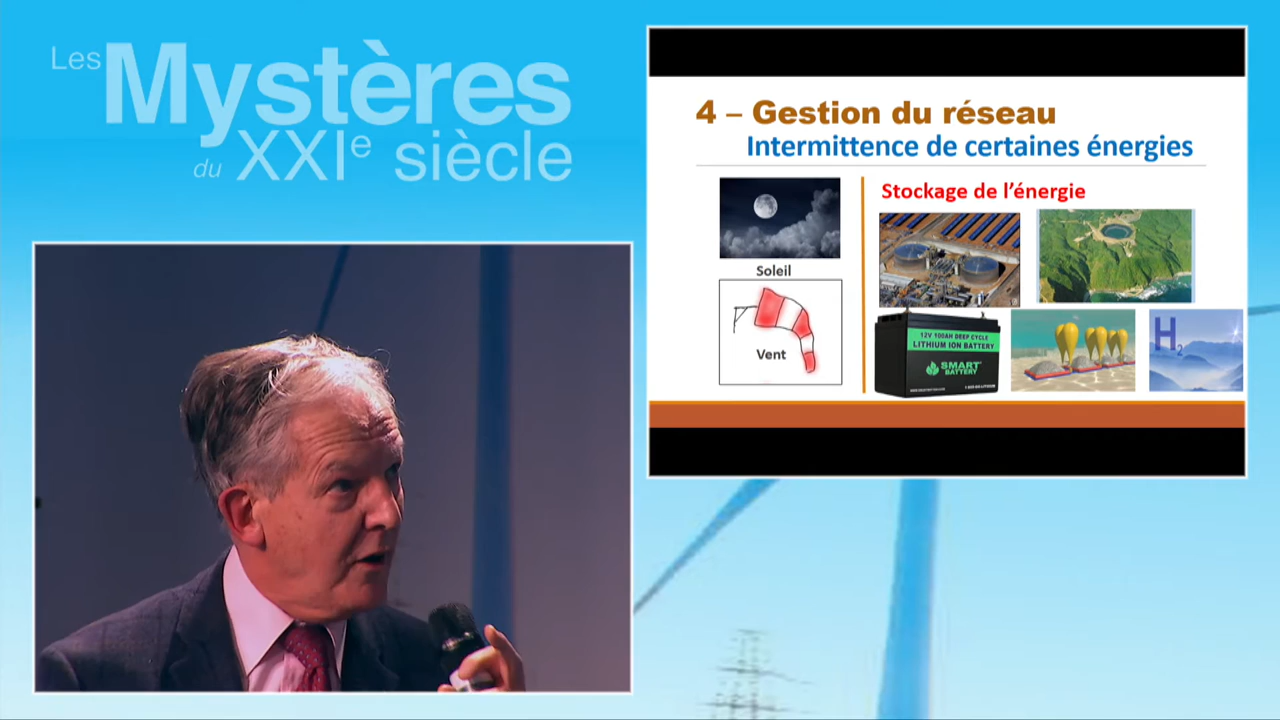 Les Mystères
du XXIe siècle
4 – Gestion du réseau
Intermittence de certaines énergies
Stockage de l'énergie
Soleil
Vent
12V 100AH DEEP CYCLE
LITHIUM ION BATTERY
SMART
BATTERY
H2